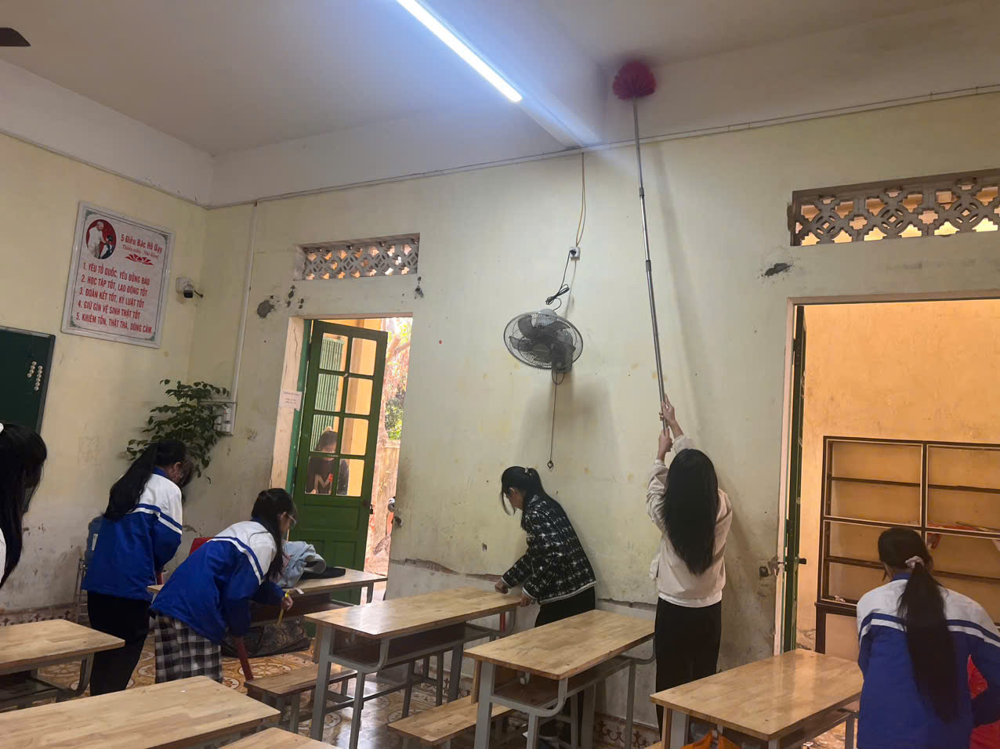 5 Điều Bác Hồ Dạy
Thiếu niên, Nhi đồng
1. YÊU TỔ QUỐC, YÊU ĐỒNG BÀO
2. HỌC TẬP TỐT, LAO ĐỘNG TỐT
3. ĐOÀN KẾT TỐT, KỶ LUẬT TỐT
4. GIỮ GÌN VỆ SINH THẬT TỐT
5. KHIÊM TỐN, THẬT THÀ, DŨNG CẢM